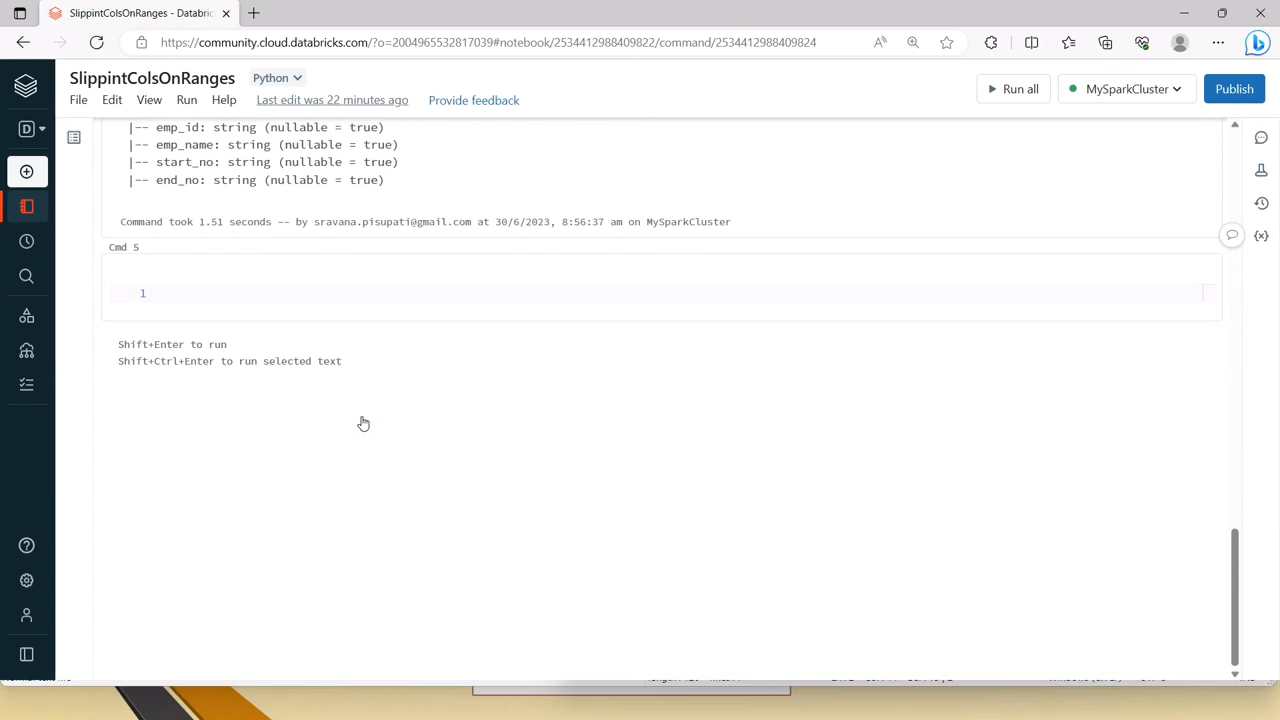 SlippintColsOnRanges - Databric
https://community.cloud.databricks.com/?o=2004965532817039#notebook/2534412988409822/command/2534412988409824
SlippintColsOnRanges Python
Run all MySparkCluster Publish
File Edit View Run Help Last edit was 22 minutes ago Provide feedback
D
|-- emp_id: string (nullable = true)
|-- emp_name: string (nullable = true)
|-- start_no: string (nullable = true)
|-- end_no: string (nullable = true)
Command took 1.51 seconds -- by sravana.pisupati@gmail.com at 30/6/2023, 8:56:37 am on MySparkCluster
Cmd 5
1
Shift+Enter to run
Shift+Ctrl+Enter to run selected text